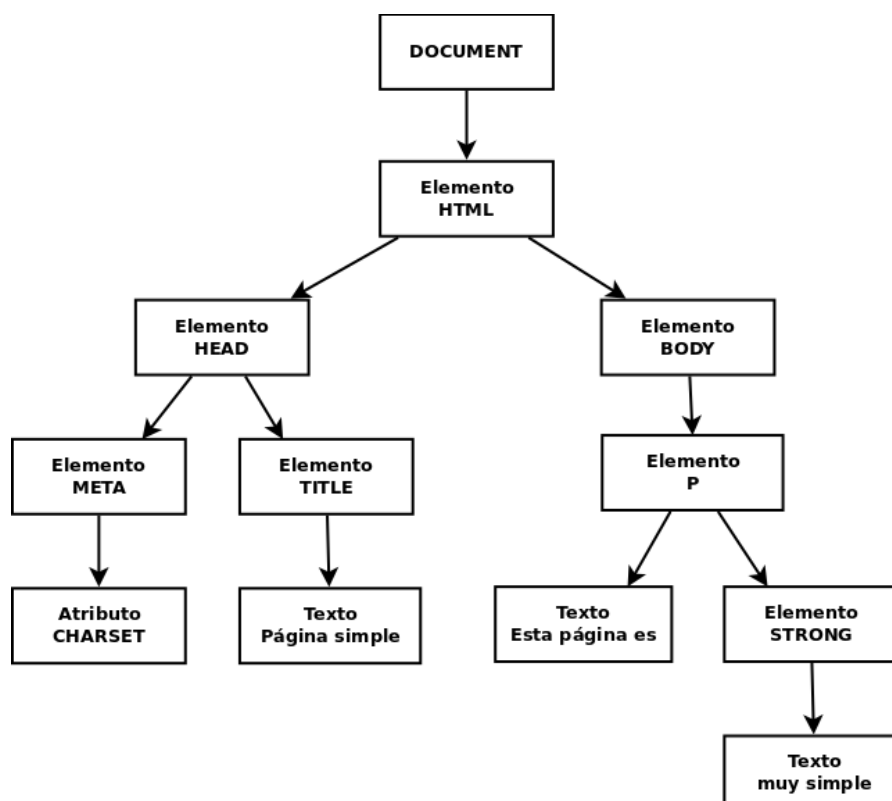 DOCUMENT
Elemento
HTML
Elemento
HEAD
Elemento
BODY
Elemento
META
Elemento
TITLE
Elemento
P
Atributo
CHARSET
Texto
Página simple
Texto
Esta página es
Elemento
STRONG
Texto
muy simple